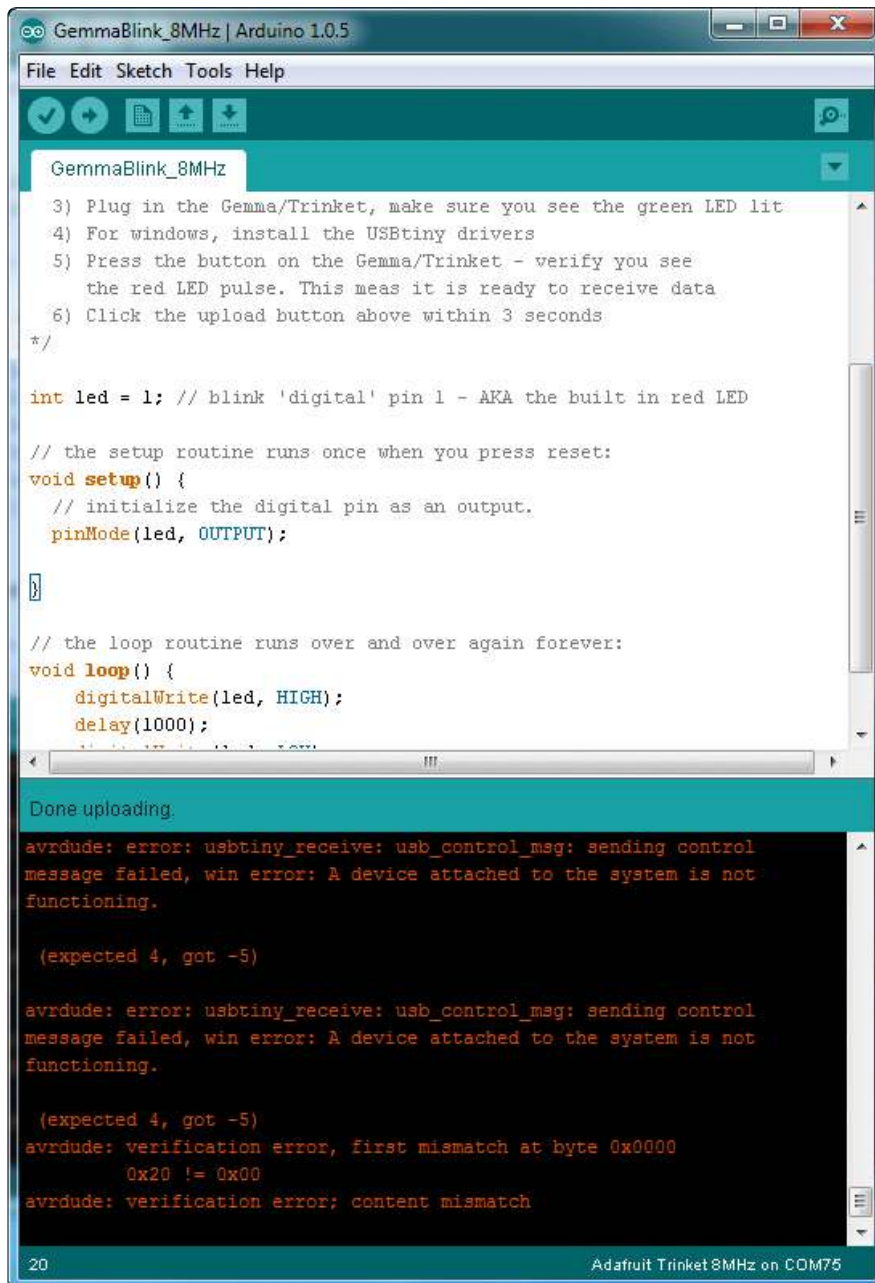 GemmaBlink_8MHz | Arduino 1.0.5
File Edit Sketch Tools Help
GemmaBlink_8MHz
3) Plug in the Gemma/Trinket, make sure you see the green LED lit
4) For windows, install the USBtiny drivers
5) Press the button on the Gemma/Trinket - verify you see
the red LED pulse. This meas it is ready to receive data
6) Click the upload button above within 3 seconds
*/
int led = 1; // blink 'digital' pin 1 - AKA the built in red LED
// the setup routine runs once when you press reset:
void setup() {
// initialize the digital pin as an output.
pinMode(led, OUTPUT);
}
// the loop routine runs over and over again forever:
void loop() {
digitalWrite(led, HIGH);
delay(1000);
Done uploading.
avrdude: error: usbtiny_receive: usb_control_msg: sending control
message failed, win error: A device attached to the system is not
functioning.
(expected 4, got -5)
avrdude: error: usbtiny_receive: usb_control_msg: sending control
message failed, win error: A device attached to the system is not
functioning.
(expected 4, got -5)
avrdude: verification error, first mismatch at byte 0x0000
0x20 != 0x00
avrdude: verification error; content mismatch
20 Adafruit Trinket 8MHz on COM75